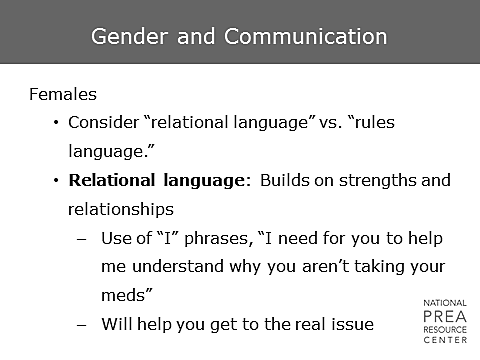 Gender and Communication
Females
• Consider “relational language” vs. “rules
language.”
• Relational language: Builds on strengths and
relationships
– Use of “I” phrases, “I need for you to help
me understand why you aren’t taking your
meds”
– Will help you get to the real issue
NATIONAL
PREA
RESOURCE
CENTER